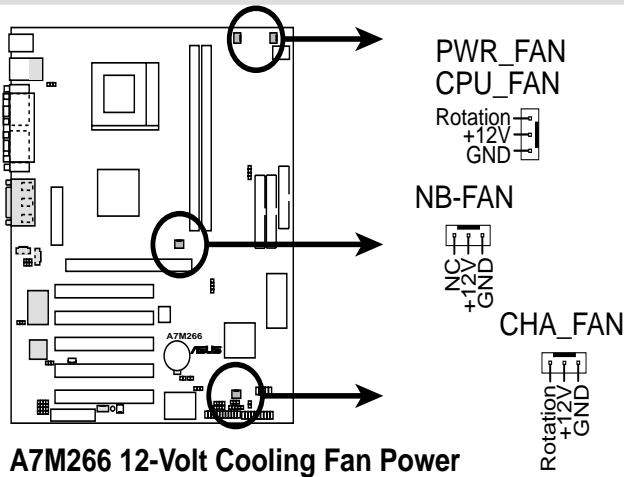 PWR_FAN
CPU_FAN
Rotation
+12V
GND
NB-FAN
NC
+12V
GND
CHA_FAN
Rotation
+12V
GND
A7M266
ASUS
A7M266 12-Volt Cooling Fan Power